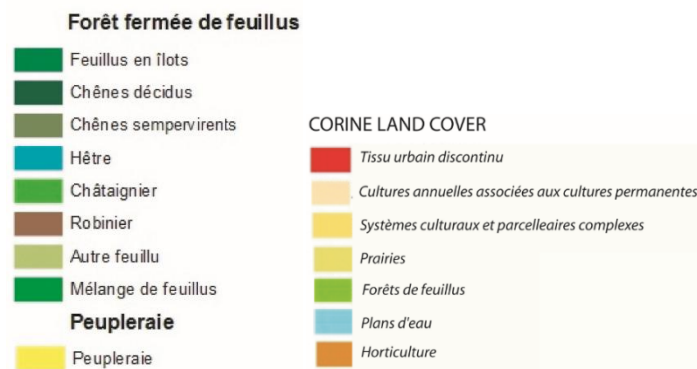 Forêt fermée de feuillus
Feuillus en îlots
Chênes décidus
Chênes sempervirents
Hêtre
Châtaignier
Robinier
Autre feuillu
Mélange de feuillus
Peupleraie
Peupleraie
CORINE LAND COVER
Tissu urbain discontinu
Cultures annuelles associées aux cultures permanentes
Systèmes culturaux et parcelleaires complexes
Prairies
Forêts de feuillus
Plans d'eau
Horticulture